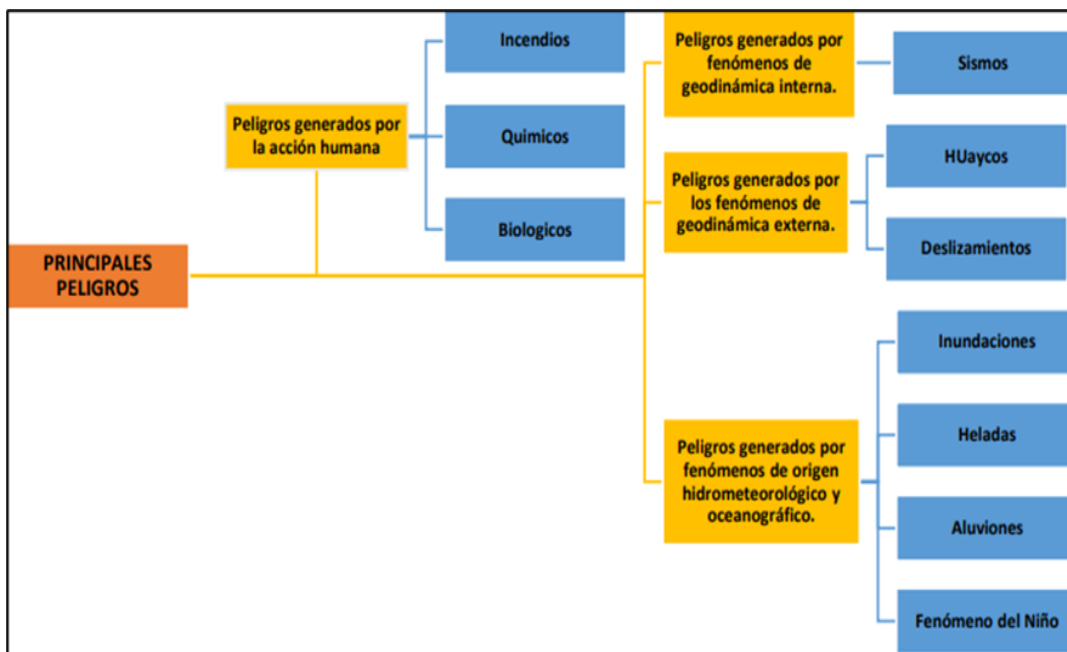 PRINCIPALES
PELIGROS
Peligros generados por
la acción humana
Incendios
Quimicos
Biologicos
Peligros generados por
fenómenos de
geodinámica interna.
Sismos
Peligros generados por
los fenómenos de
geodinámica externa.
HUaycos
Deslizamientos
Peligros generados por
fenómenos de origen
hidrometeorológico y
oceanográfico.
Inundaciones
Heladas
Aluviones
Fenómeno del Niño